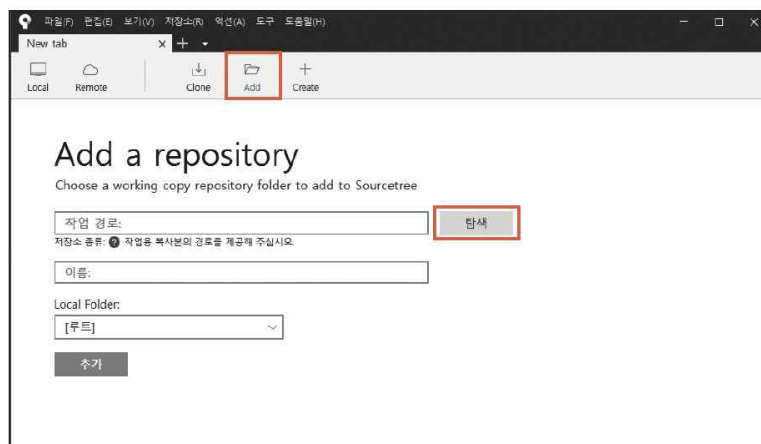 파일(F) 편집(E) 보기(V) 저장소(R) 액션(A) 도구 도움말(H)
New tab
Local Remote Clone Add Create
Add a repository
Choose a working copy repository folder to add to Sourcetree
작업 경로: 탐색
저장소 종류: ? 작업용 복사본의 경로를 제공해 주십시오.
이름:
Local Folder:
[루트]
추가